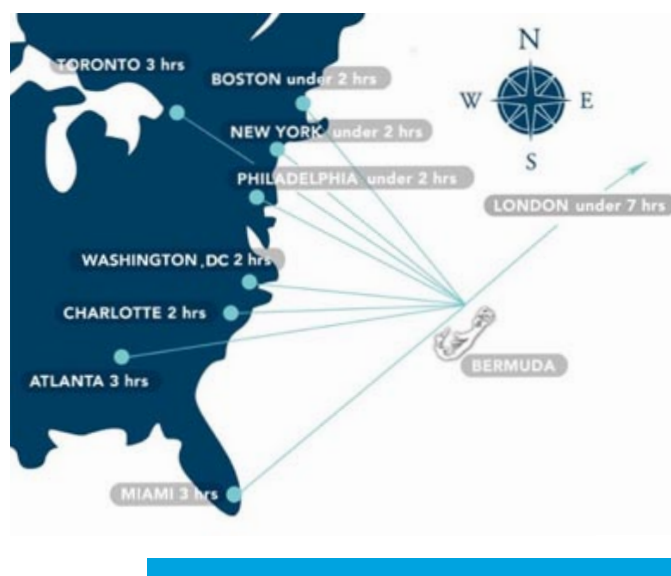 TORONTO 3 hrs
BOSTON under 2 hrs
N
W
E
S
NEW YORK under 2 hrs
PHILADELPHIA under 2 hrs
LONDON under 7 hrs
WASHINGTON,DC 2 hrs
CHARLOTTE 2 hrs
BERMUDA
ATLANTA 3 hrs
MIAMI 3 hrs